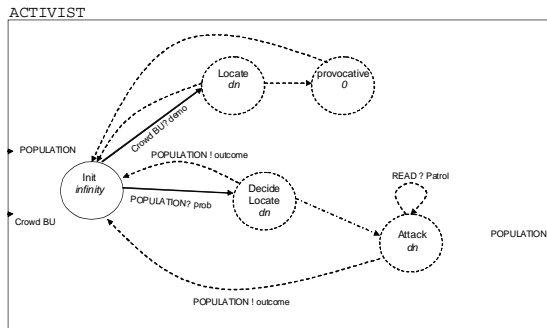 ACTIVIST
Locate
dn
provocative
0
Crowd BU? demo
POPULATION
POPULATION ! outcome
Init
infinity
READ ? Patrol
Decide
Locate
dn
POPULATION? prob
Crowd BU
Attack
dn
POPULATION
POPULATION ! outcome